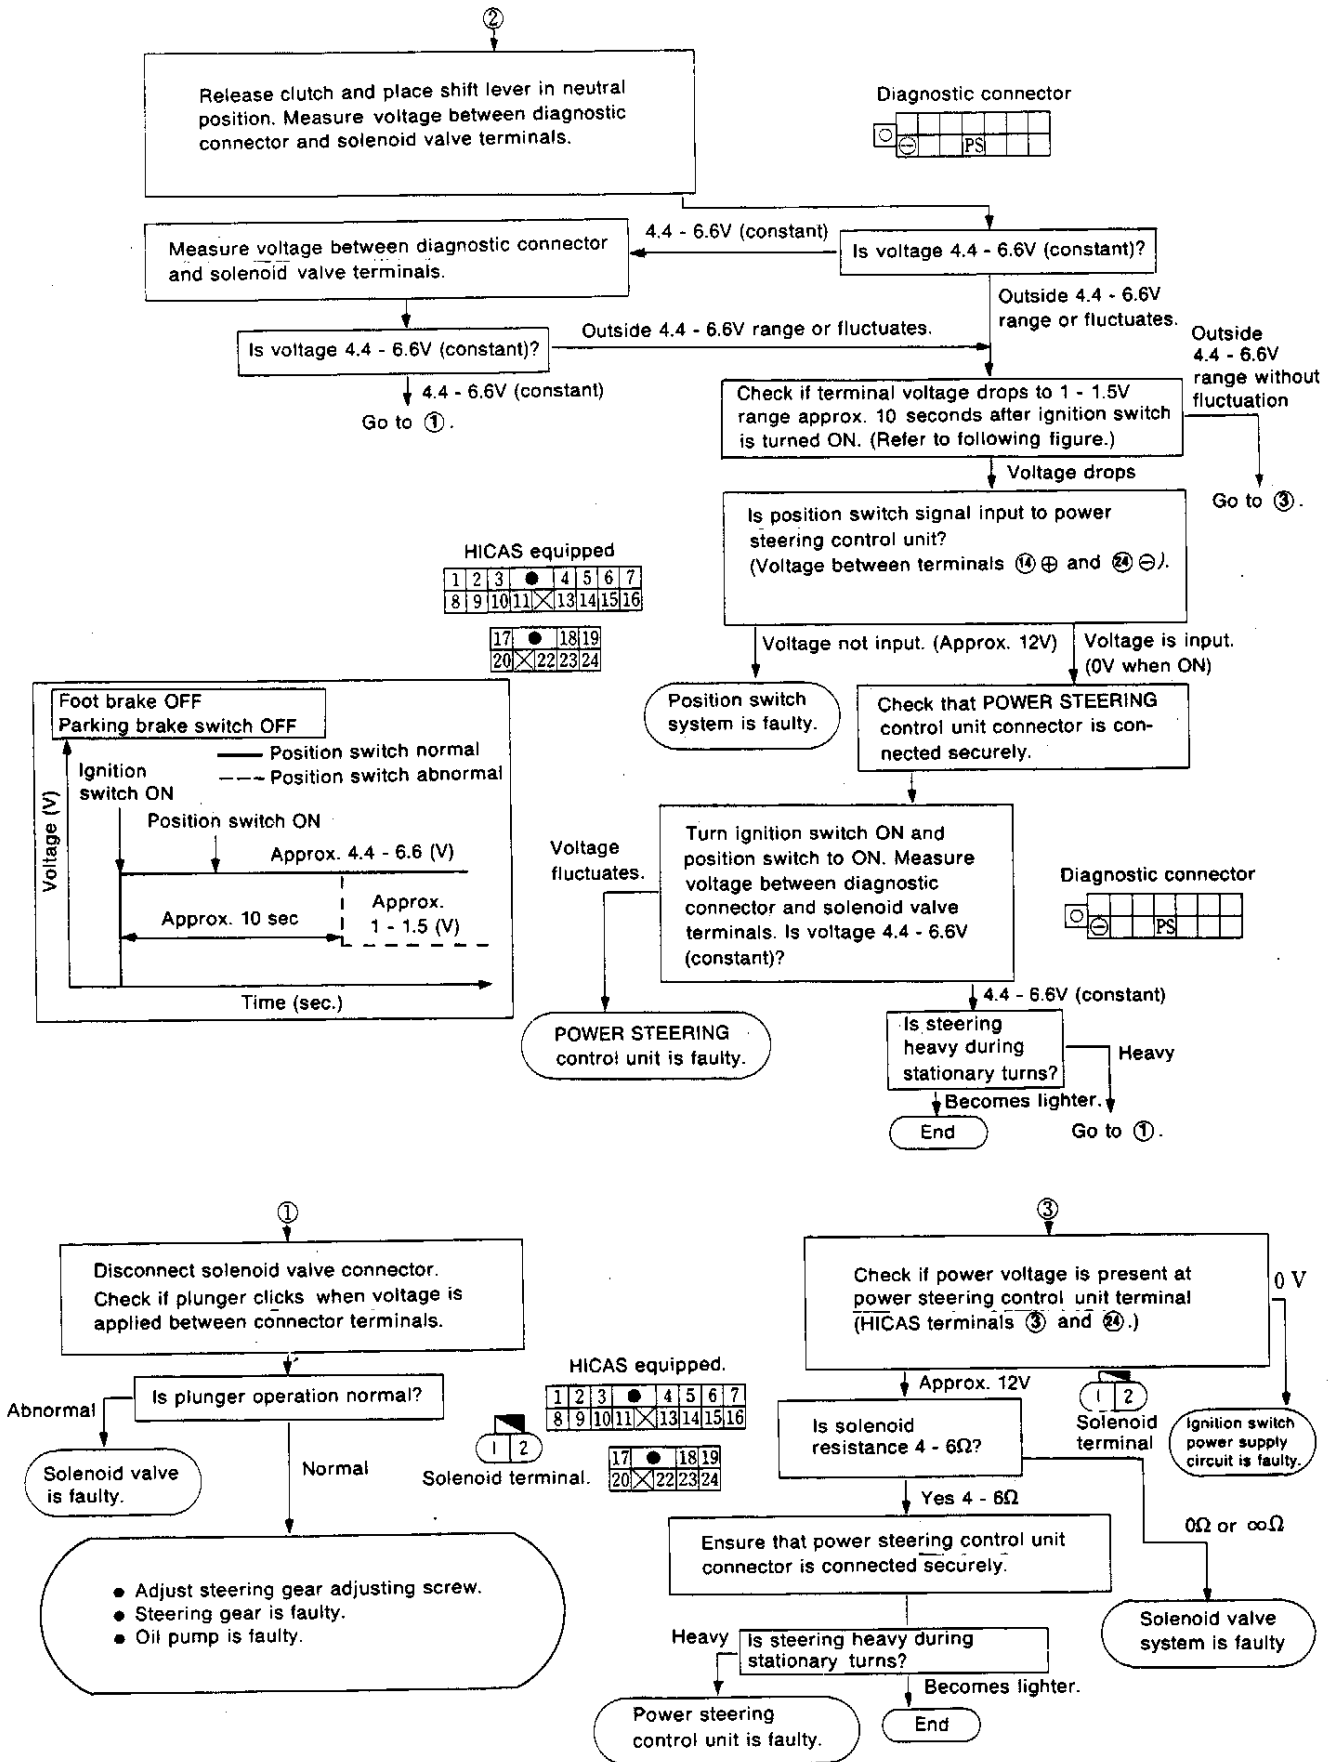 ②
Release clutch and place shift lever in neutral
position. Measure voltage between diagnostic
connector and solenoid valve terminals.
Diagnostic connector
PS
Measure voltage between diagnostic connector
and solenoid valve terminals.
4.4 - 6.6V (constant)
Is voltage 4.4 - 6.6V (constant)?
Outside 4.4 - 6.6V
range or fluctuates.
Is voltage 4.4 - 6.6V (constant)?
Outside 4.4 - 6.6V range or fluctuates.
4.4 - 6.6V (constant)
Go to ①.
Outside
4.4 - 6.6V
range without
fluctuation
Check if terminal voltage drops to 1 - 1.5V
range approx. 10 seconds after ignition switch
is turned ON. (Refer to following figure.)
Voltage drops
Go to ③.
Is position switch signal input to power
steering control unit?
(Voltage between terminals ⑭ ⊕ and ㉔ ⊖).
HICAS equipped
1 2 3 ● 4 5 6 7
8 9 10 11 13 14 15 16
17 ● 18 19
20 22 23 24
Voltage not input. (Approx. 12V)
Voltage is input.
(0V when ON)
Position switch
system is faulty.
Check that POWER STEERING
control unit connector is con-
nected securely.
Foot brake OFF
Parking brake switch OFF
Position switch normal
Position switch abnormal
Ignition
switch ON
Position switch ON
Voltage (V)
Approx. 4.4 - 6.6 (V)
Approx. 10 sec
Approx.
1 - 1.5 (V)
Time (sec.)
Voltage
fluctuates.
Turn ignition switch ON and
position switch to ON. Measure
voltage between diagnostic
connector and solenoid valve
terminals. Is voltage 4.4 - 6.6V
(constant)?
Diagnostic connector
PS
POWER STEERING
control unit is faulty.
4.4 - 6.6V (constant)
Is steering
heavy during
stationary turns?
Heavy
Becomes lighter.
End
Go to ①.
①
Disconnect solenoid valve connector.
Check if plunger clicks when voltage is
applied between connector terminals.
Is plunger operation normal?
Abnormal
Solenoid valve
is faulty.
Normal
1 2
Solenoid terminal.
HICAS equipped.
1 2 3 ● 4 5 6 7
8 9 10 11 13 14 15 16
17 ● 18 19
20 22 23 24
● Adjust steering gear adjusting screw.
● Steering gear is faulty.
● Oil pump is faulty.
③
Check if power voltage is present at
power steering control unit terminal
(HICAS terminals ③ and ㉔.)
0 V
Approx. 12V
1 2
Solenoid
terminal
Is solenoid
resistance 4 - 6Ω?
Ignition switch
power supply
circuit is faulty.
Yes 4 - 6Ω
0Ω or ∞Ω
Ensure that power steering control unit
connector is connected securely.
Solenoid valve
system is faulty
Heavy
Is steering heavy during
stationary turns?
Becomes lighter.
Power steering
control unit is faulty.
End